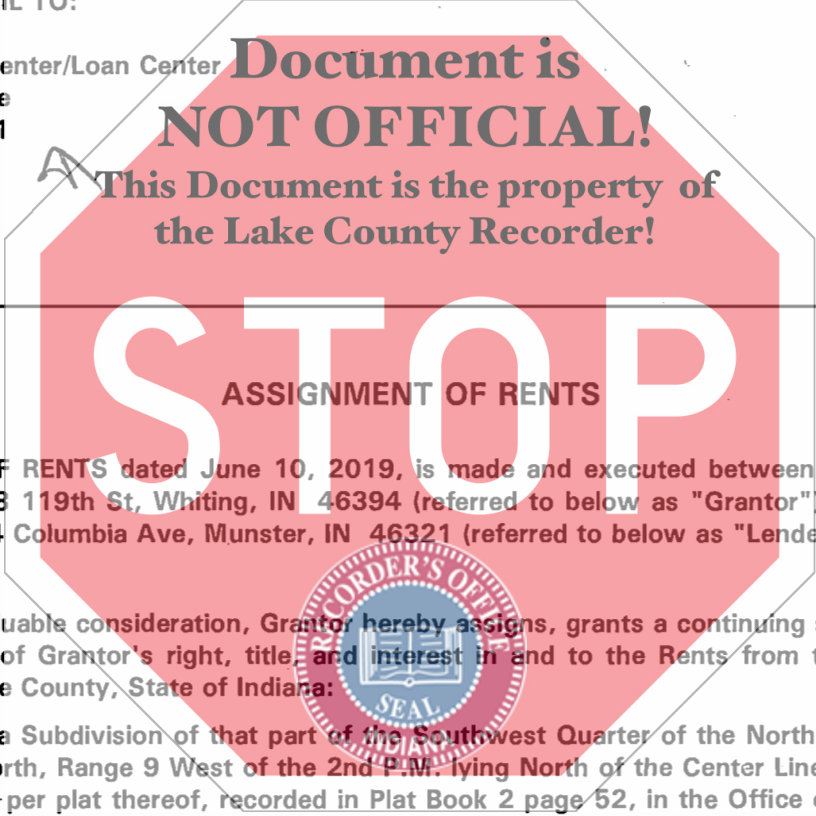 IL TO:
enter/Loan Center
e
1
Document is
NOT OFFICIAL!
This Document is the property of
the Lake County Recorder!
STOP
ASSIGNMENT OF RENTS
F RENTS dated June 10, 2019, is made and executed between
3 119th St, Whiting, IN 46394 (referred to below as "Grantor")
Columbia Ave, Munster, IN 46321 (referred to below as "Lende
uable consideration, Grantor hereby assigns, grants a continuing
of Grantor's right, title, and interest in and to the Rents from
e County, State of Indiana:
a Subdivision of that part of the Southwest Quarter of the North
orth, Range 9 West of the 2nd P.M. lying North of the Center Line
per plat thereof, recorded in Plat Book 2 page 52, in the Office
RECORDER'S OFFICE
SEAL
INDIANA